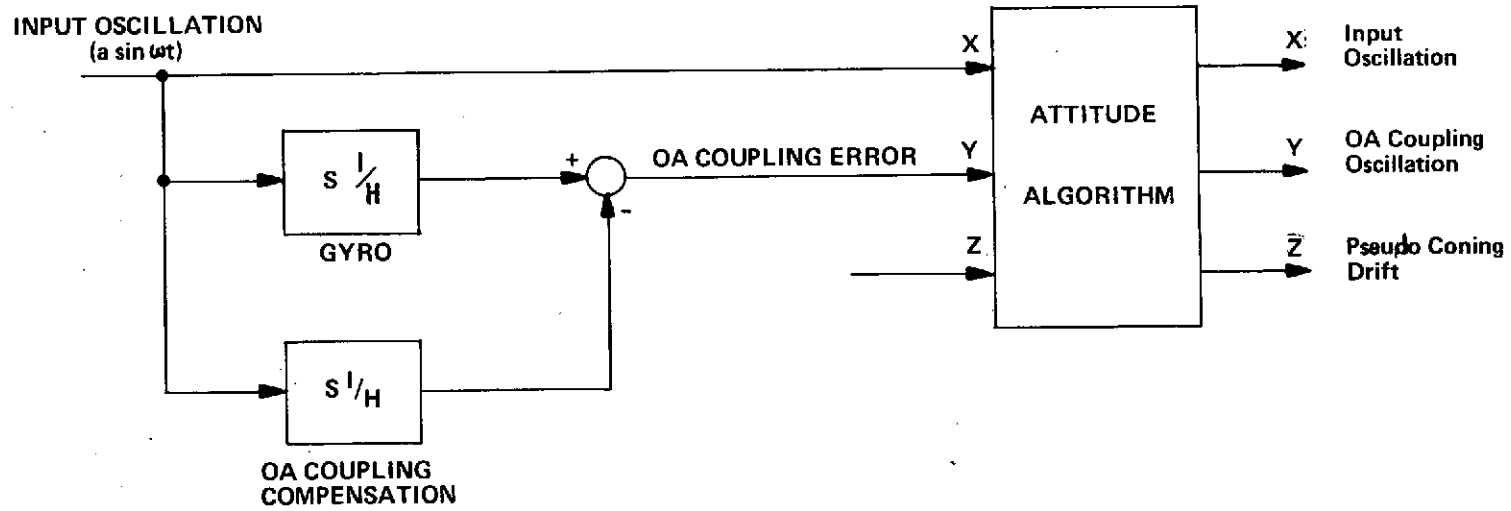 INPUT OSCILLATION
(a sin ωt)
X
X
Input
Oscillation
S I/H
GYRO
+
-
OA COUPLING ERROR
Y
ATTITUDE
ALGORITHM
Y
OA Coupling
Oscillation
Z
Z
Pseudo Coning
Drift
S I/H
OA COUPLING
COMPENSATION